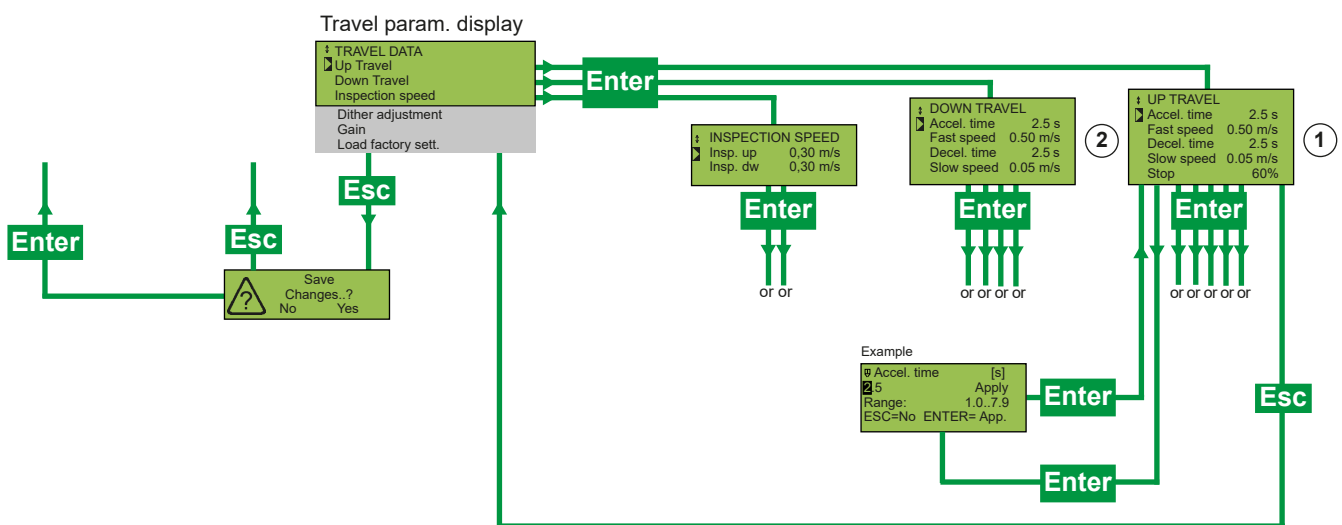 Travel param. display
TRAVEL DATA
Up Travel
Down Travel
Inspection speed
Dither adjustment
Gain
Load factory sett.
Enter
INSPECTION SPEED
Insp. up 0,30 m/s
Insp. dw 0,30 m/s
Enter
or or
DOWN TRAVEL
Accel. time 2.5 s
Fast speed 0.50 m/s
Decel. time 2.5 s
Slow speed 0.05 m/s
2
Enter
or or or or
UP TRAVEL
Accel. time 2.5 s
Fast speed 0.50 m/s
Decel. time 2.5 s
Slow speed 0.05 m/s
Stop 60%
1
Enter
or or or or or
Esc
Enter
Esc
Save
Changes..?
No Yes
?
Example
Accel. time [s]
2.5 Apply
Range: 1.0..7.9
ESC=No ENTER= App.
Enter
Enter
Esc